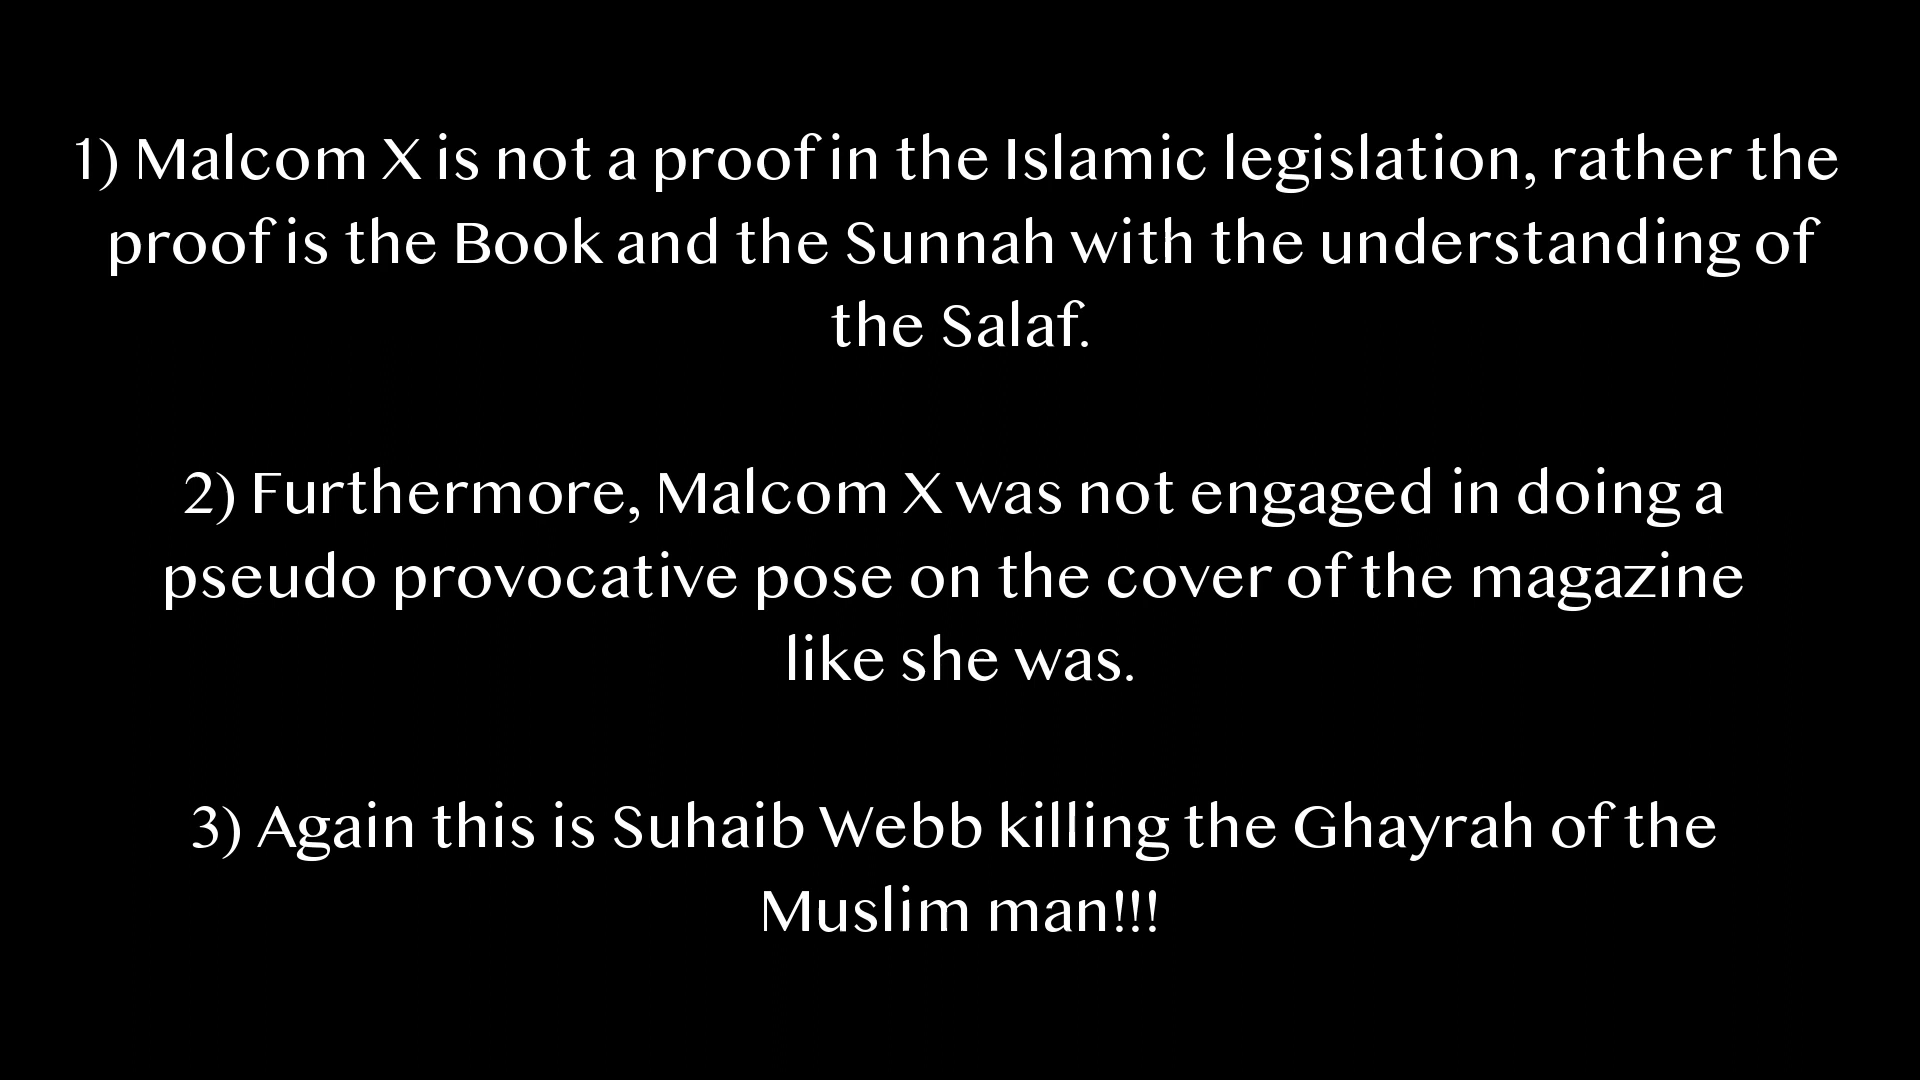 1) Malcom X is not a proof in the Islamic legislation, rather the
proof is the Book and the Sunnah with the understanding of
the Salaf.
2) Furthermore, Malcom X was not engaged in doing a
pseudo provocative pose on the cover of the magazine
like she was.
3) Again this is Suhaib Webb killing the Ghayrah of the
Muslim man!!!